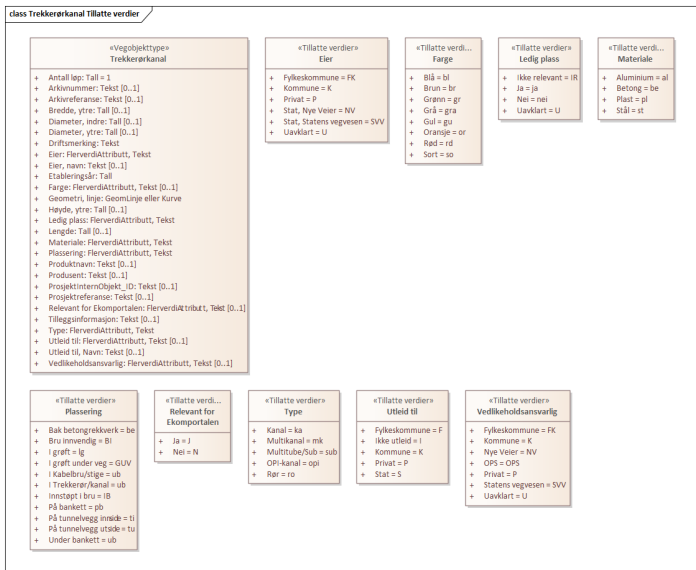 class Trekkerørkanal Tillatte verdier
«Vegobjekttype»
Trekkerørkanal
+ Antall løp: Tall = 1
+ Arkivnummer: Tekst [0..1]
+ Arkivreferanse: Tekst [0..1]
+ Bredde, ytre: Tall [0..1]
+ Diameter, indre: Tall [0..1]
+ Diameter, ytre: Tall [0..1]
+ Driftsmerking: Tekst
+ Eier: FlerverdiAttributt, Tekst
+ Eier, navn: Tekst [0..1]
+ Etableringsår: Tall
+ Farge: FlerverdiAttributt, Tekst [0..1]
+ Geometri, linje: GeomLinje eller Kurve
+ Høyde, ytre: Tall [0..1]
+ Ledig plass: FlerverdiAttributt, Tekst
+ Lengde: Tall [0..1]
+ Materiale: FlerverdiAttributt, Tekst
+ Plassering: FlerverdiAttributt, Tekst
+ Produktnavn: Tekst [0..1]
+ Produsent: Tekst [0..1]
+ ProsjektInternObjekt_ID: Tekst [0..1]
+ Prosjektreferanse: Tekst [0..1]
+ Relevant for Ekomportalen: FlerverdiAttributt, Tekst [0..1]
+ Tilleggsinformasjon: Tekst [0..1]
+ Type: FlerverdiAttributt, Tekst
+ Utleid til: FlerverdiAttributt, Tekst [0..1]
+ Utleid til, Navn: Tekst [0..1]
+ Vedlikeholdsansvarlig: FlerverdiAttributt, Tekst [0..1]
«Tillatte verdier»
Eier
+ Fylkeskommune = FK
+ Kommune = K
+ Privat = P
+ Stat, Nye Veier = NV
+ Stat, Statens vegvesen = SVV
+ Uavklart = U
«Tillatte verdi...
Farge
+ Blå = bl
+ Brun = br
+ Grønn = gr
+ Grå = gra
+ Gul = gu
+ Oransje = or
+ Rød = rd
+ Sort = so
«Tillatte verdier»
Ledig plass
+ Ikke relevant = IR
+ Ja = ja
+ Nei = nei
+ Uavklart = U
«Tillatte verdi...
Materiale
+ Aluminium = al
+ Betong = be
+ Plast = pl
+ Stål = st
«Tillatte verdier»
Plassering
+ Bak betongrekkverk = be
+ Bru innvendig = BI
+ I grøft = Ig
+ I grøft under veg = GUV
+ I Kabelbru/stige = ub
+ I Trekkerør/kanal = ub
+ Innstøpt i bru = IB
+ På bankett = pb
+ På tunnelvegg innside = ti
+ På tunnelvegg utside = tu
+ Under bankett = ub
«Tillatte verdi...
Relevant for
Ekomportalen
+ Ja = J
+ Nei = N
«Tillatte verdier»
Type
+ Kanal = ka
+ Multikanal = mk
+ Multitube/Sub = sub
+ OPI-kanal = opi
+ Rør = ro
«Tillatte verdier»
Utleid til
+ Fylkeskommune = F
+ Ikke utleid = I
+ Kommune = K
+ Privat = P
+ Stat = S
«Tillatte verdier»
Vedlikeholdsansvarlig
+ Fylkeskommune = FK
+ Kommune = K
+ Nye Veier = NV
+ OPS = OPS
+ Privat = P
+ Statens vegvesen = SVV
+ Uavklart = U